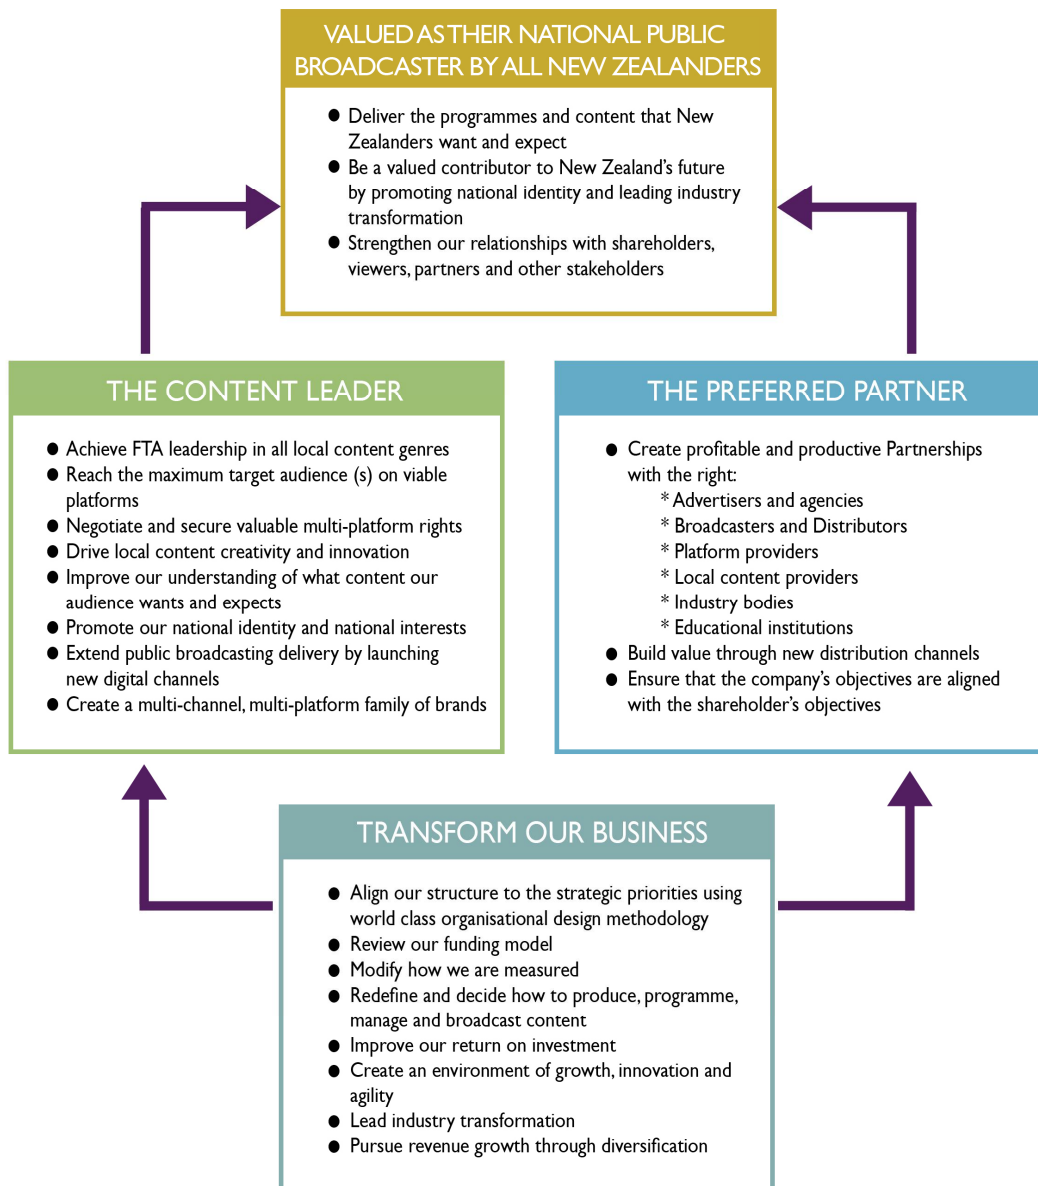 VALUED AS THEIR NATIONAL PUBLIC
BROADCASTER BY ALL NEW ZEALANDERS
● Deliver the programmes and content that New
Zealanders want and expect
● Be a valued contributor to New Zealand's future
by promoting national identity and leading industry
transformation
● Strengthen our relationships with shareholders,
viewers, partners and other stakeholders
THE CONTENT LEADER
● Achieve FTA leadership in all local content genres
● Reach the maximum target audience (s) on viable
platforms
● Negotiate and secure valuable multi-platform rights
● Drive local content creativity and innovation
● Improve our understanding of what content our
audience wants and expects
● Promote our national identity and national interests
● Extend public broadcasting delivery by launching
new digital channels
● Create a multi-channel, multi-platform family of brands
THE PREFERRED PARTNER
● Create profitable and productive Partnerships
with the right:
* Advertisers and agencies
* Broadcasters and Distributors
* Platform providers
* Local content providers
* Industry bodies
* Educational institutions
● Build value through new distribution channels
● Ensure that the company's objectives are aligned
with the shareholder's objectives
TRANSFORM OUR BUSINESS
● Align our structure to the strategic priorities using
world class organisational design methodology
● Review our funding model
● Modify how we are measured
● Redefine and decide how to produce, programme,
manage and broadcast content
● Improve our return on investment
● Create an environment of growth, innovation and
agility
● Lead industry transformation
● Pursue revenue growth through diversification